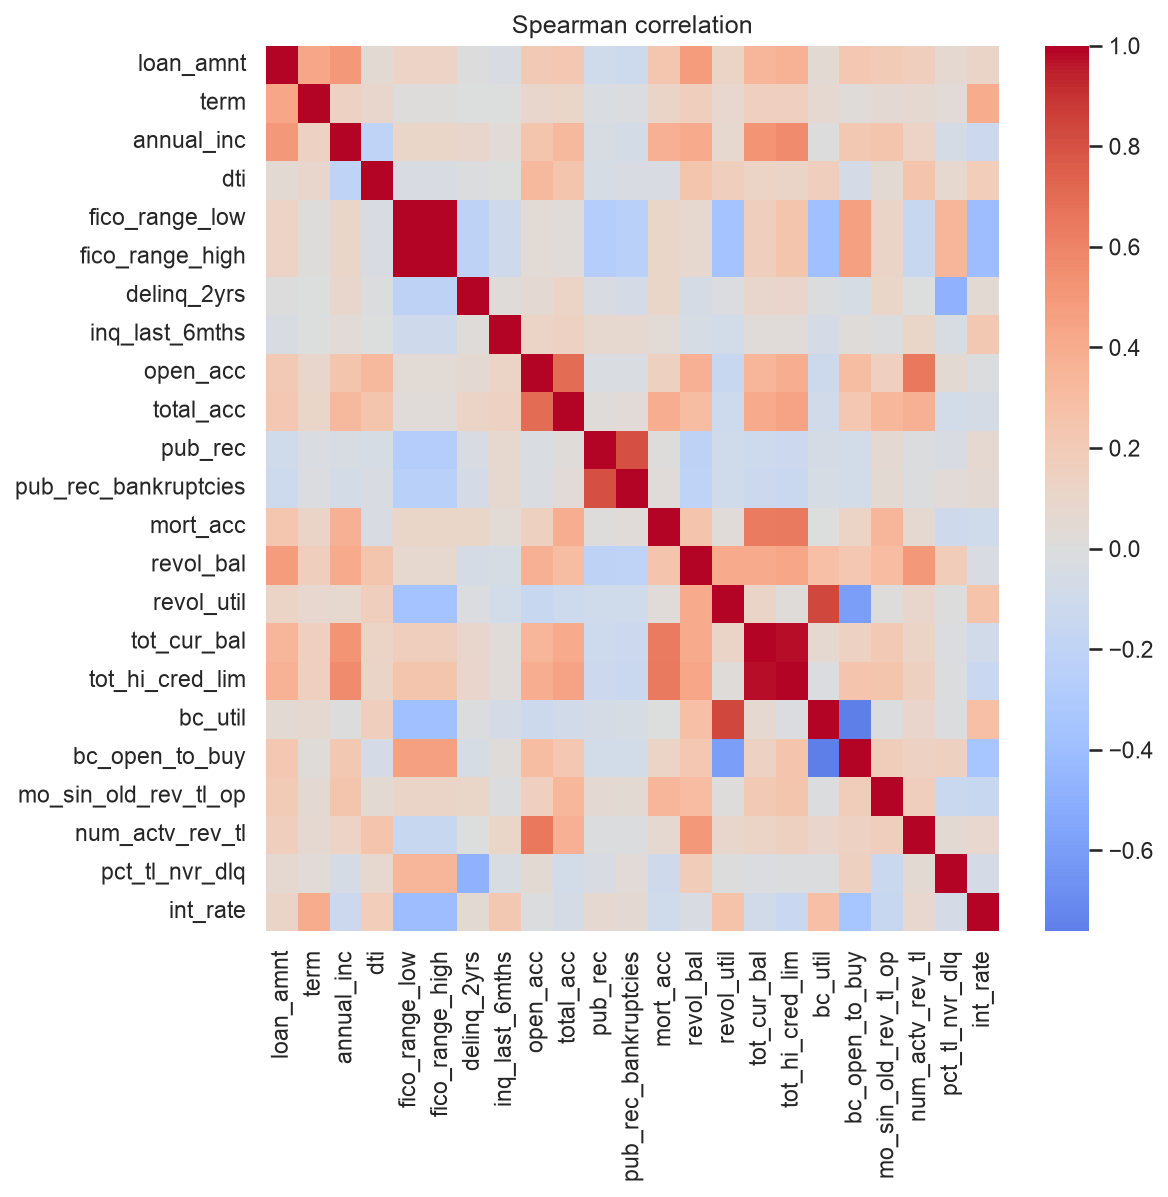 Spearman correlation
loan_amnt
term
annual_inc
dti
fico_range_low
fico_range_high
delinq_2yrs
inq_last_6mths
open_acc
total_acc
pub_rec
pub_rec_bankruptcies
mort_acc
revol_bal
revol_util
tot_cur_bal
tot_hi_cred_lim
bc_util
bc_open_to_buy
mo_sin_old_rev_tl_op
num_actv_rev_tl
pct_tl_nvr_dlq
int_rate
loan_amnt
term
annual_inc
dti
fico_range_low
fico_range_high
delinq_2yrs
inq_last_6mths
open_acc
total_acc
pub_rec
pub_rec_bankruptcies
mort_acc
revol_bal
revol_util
tot_cur_bal
tot_hi_cred_lim
bc_util
bc_open_to_buy
mo_sin_old_rev_tl_op
num_actv_rev_tl
pct_tl_nvr_dlq
int_rate
1.0
0.8
0.6
0.4
0.2
0.0
−0.2
−0.4
−0.6